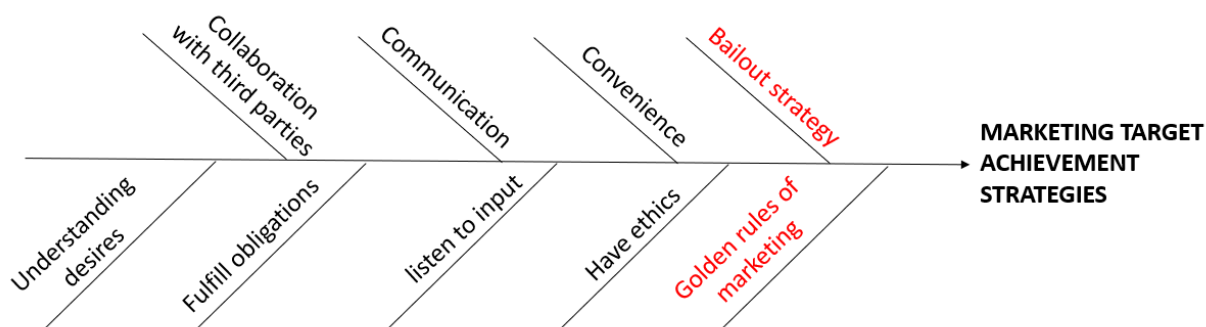 Collaboration
with third parties
Communication
Convenience
Bailout strategy
MARKETING TARGET
ACHIEVEMENT
STRATEGIES
Understanding
desires
Fulfill obligations
listen to input
Have ethics
Golden rules of
marketing